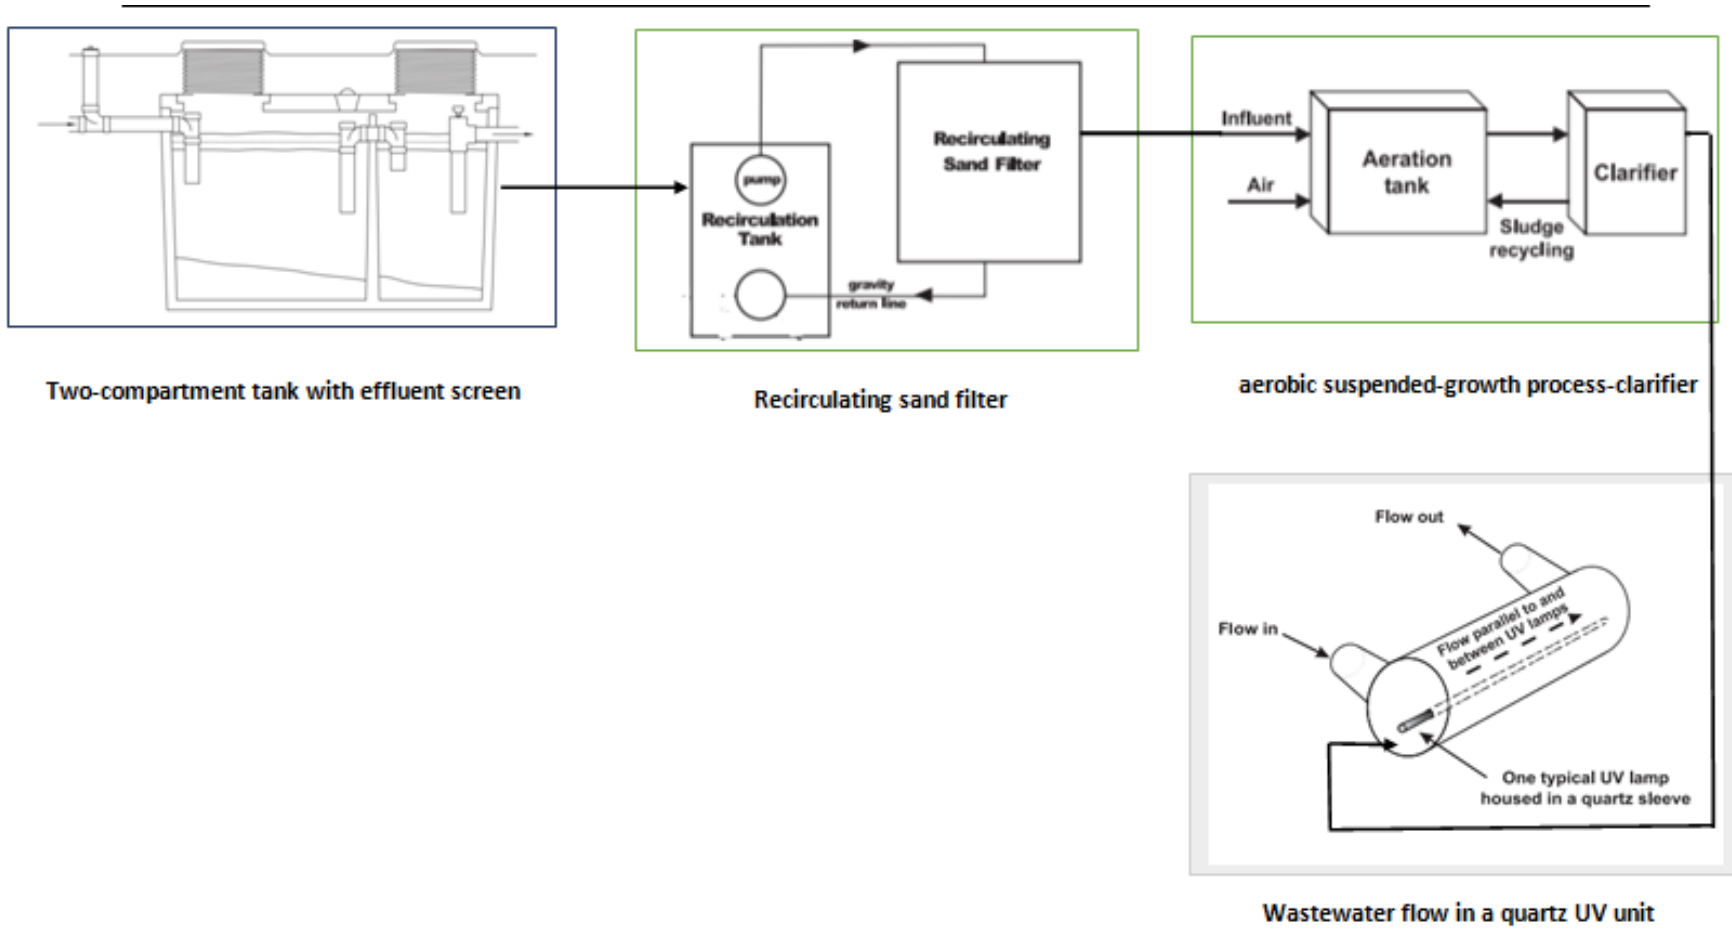 pump
Recirculation
Tank
Recirculating
Sand Filter
gravity
return line
Influent
Air
Aeration
tank
Clarifier
Sludge
recycling
Two-compartment tank with effluent screen
Recirculating sand filter
aerobic suspended-growth process-clarifier
Flow out
Flow in
Flow parallel to and
between UV lamps
One typical UV lamp
housed in a quartz sleeve
Wastewater flow in a quartz UV unit